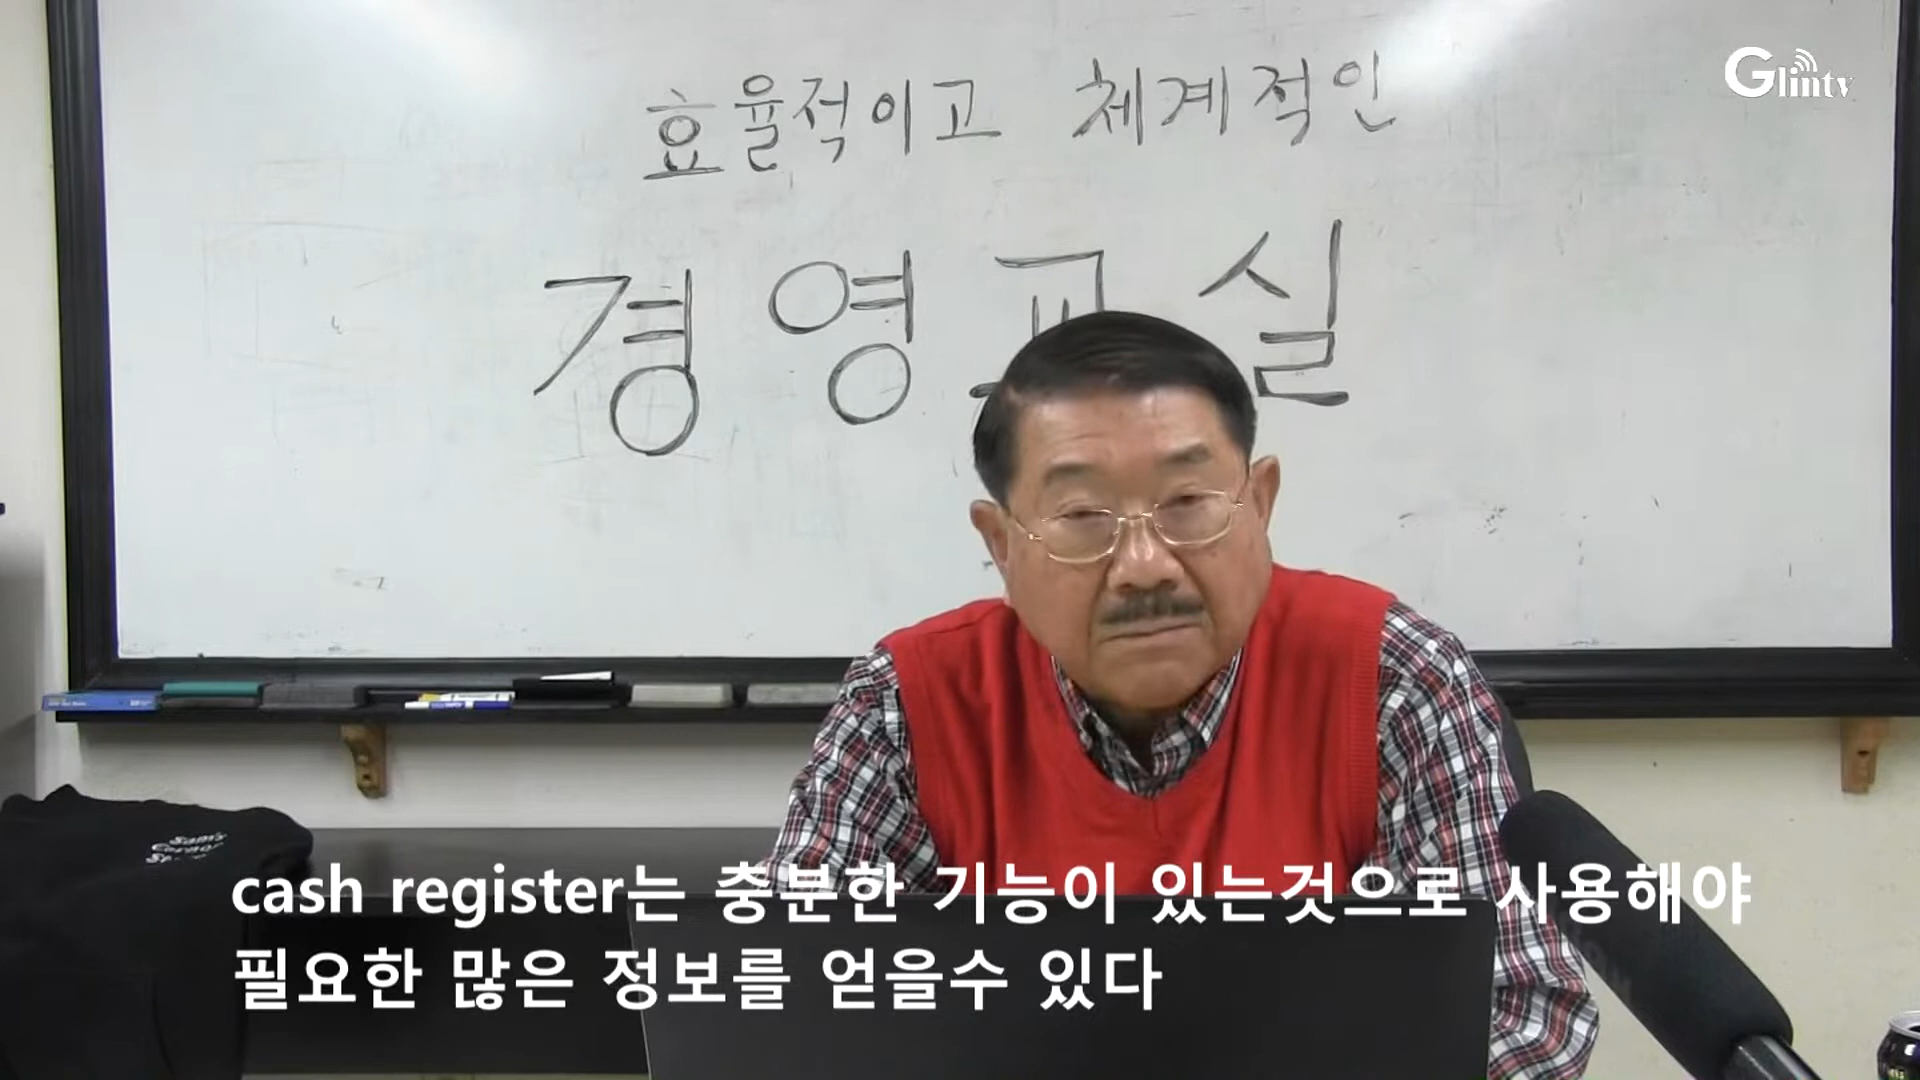 Glintv
효율적이고 체계적인
경영교실
Sam's
cash register는 충분한 기능이 있는것으로 사용해야
필요한 많은 정보를 얻을수 있다